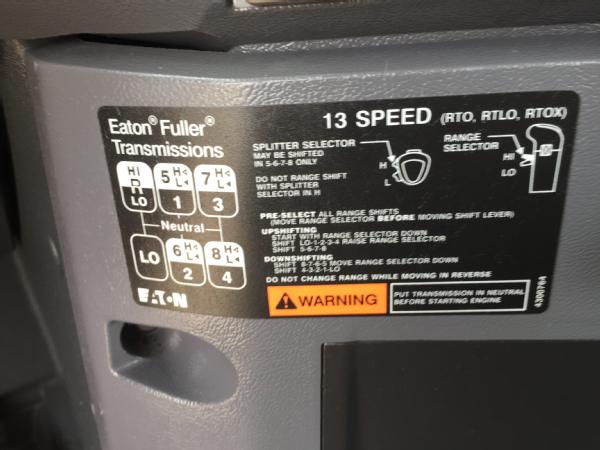 Eaton® Fuller®
Transmissions
13 SPEED (RTO, RTLO, RTOX)
SPLITTER SELECTOR
MAY BE SHIFTED
IN 5-6-7-8 ONLY
DO NOT RANGE SHIFT
WITH SPLITTER
SELECTOR IN H
H
L
RANGE
SELECTOR
HI
LO
HI
R
LO
5 H
L
1
7 H
L
3
Neutral
LO
6 H
L
2
8 H
L
4
PRE-SELECT ALL RANGE SHIFTS
(MOVE RANGE SELECTOR BEFORE MOVING SHIFT LEVER)
UPSHIFTING
START WITH RANGE SELECTOR DOWN
SHIFT LO-1-2-3-4 RAISE RANGE SELECTOR
SHIFT 5-6-7-8
DOWNSHIFTING
SHIFT 8-7-6-5 MOVE RANGE SELECTOR DOWN
SHIFT 4-3-2-1-LO
DO NOT CHANGE RANGE WHILE MOVING IN REVERSE
EATON
WARNING
PUT TRANSMISSION IN NEUTRAL
BEFORE STARTING ENGINE
4300764